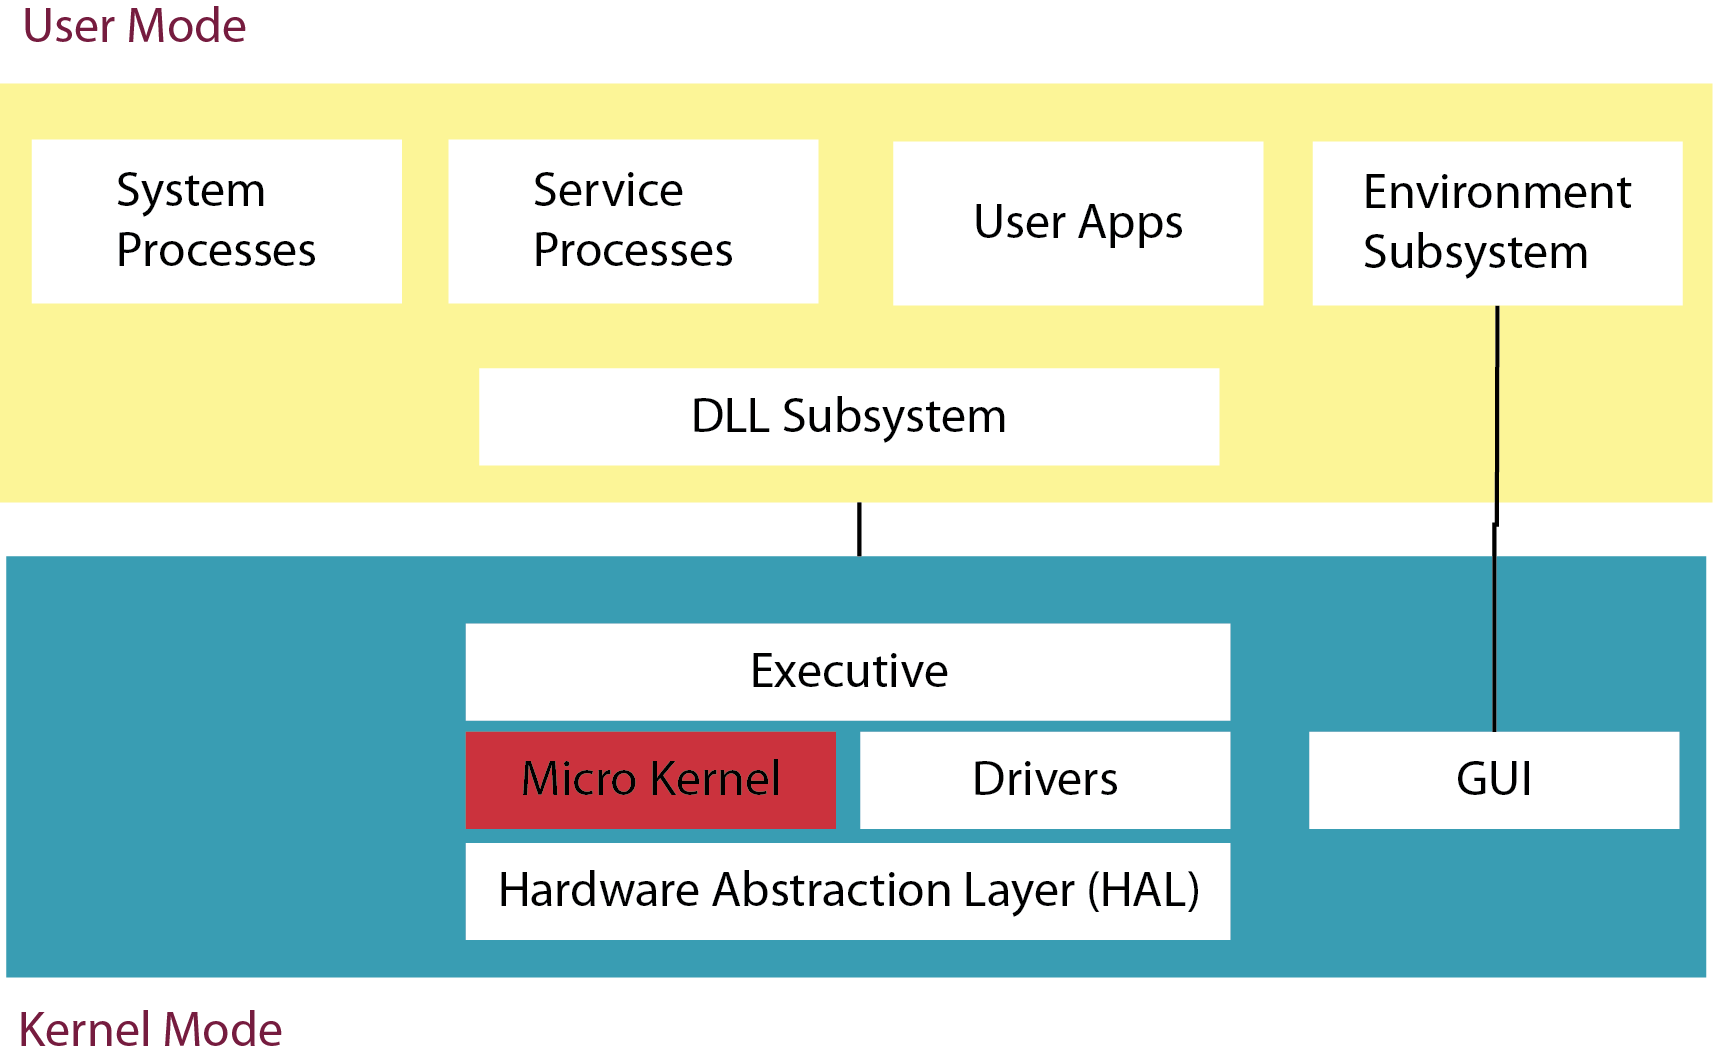 User Mode
System
Processes
Service
Processes
User Apps
Environment
Subsystem
DLL Subsystem
Executive
Micro Kernel
Drivers
GUI
Hardware Abstraction Layer (HAL)
Kernel Mode